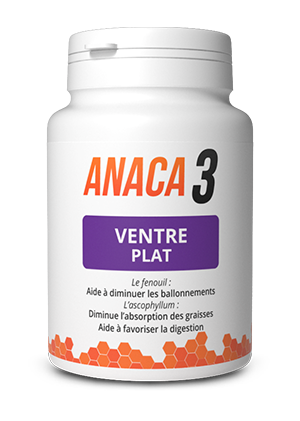 ANACA 3
VENTRE
PLAT
Le fenouil :
Aide à diminuer les ballonnements
L'ascophyllum :
Diminue l'absorption des graisses
Aide à favoriser la digestion